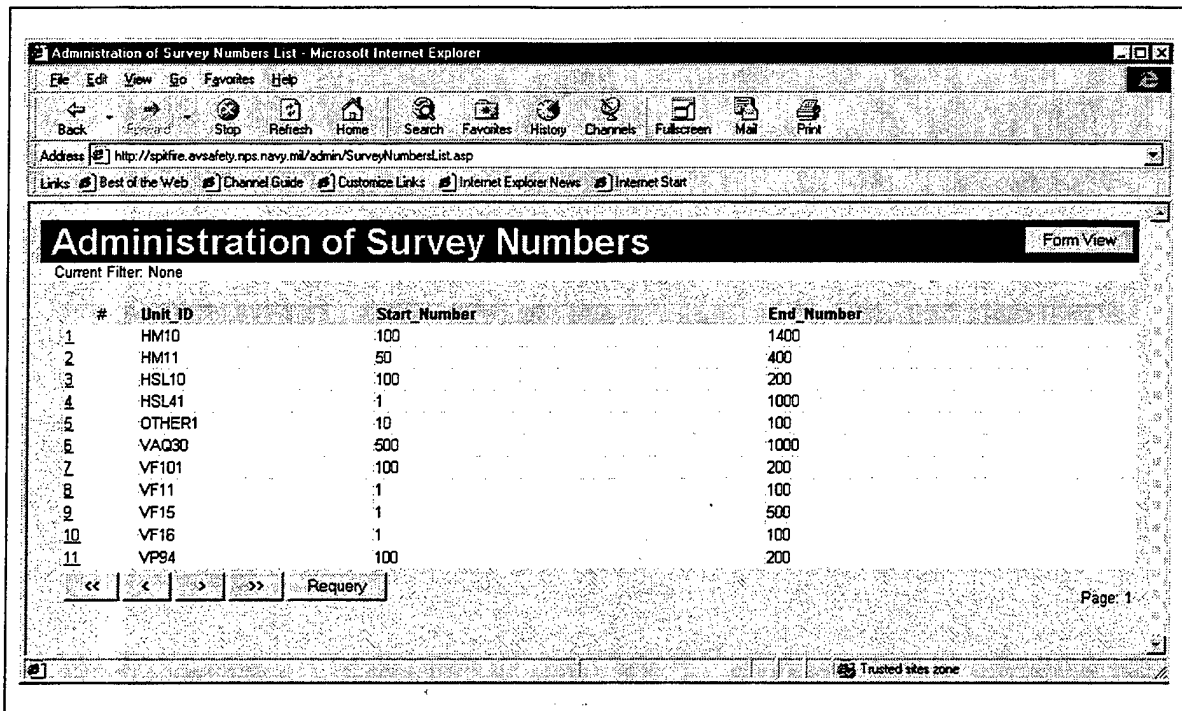 Administration of Survey Numbers List - Microsoft Internet Explorer
File Edit View Go Favorites Help
Back Forward Stop Refresh Home Search Favorites History Channels Fullscreen Mail Print
Address http://spitfire.avsafety.nps.navy.mil/admin/SurveyNumbersList.asp
Links Best of the Web Channel Guide Customize Links Internet Explorer News Internet Start
Administration of Survey Numbers Form View
Current Filter: None
# Unit_ID Start_Number End_Number
1 HM10 100 1400
2 HM11 50 400
3 HSL10 100 200
4 HSL41 1 1000
5 OTHER1 10 100
6 VAQ30 500 1000
7 VF101 100 200
8 VF11 1 100
9 VF15 1 500
10 VF16 1 100
11 VP94 100 200
<< < > >> Requery
Page: 1
Trusted sites zone